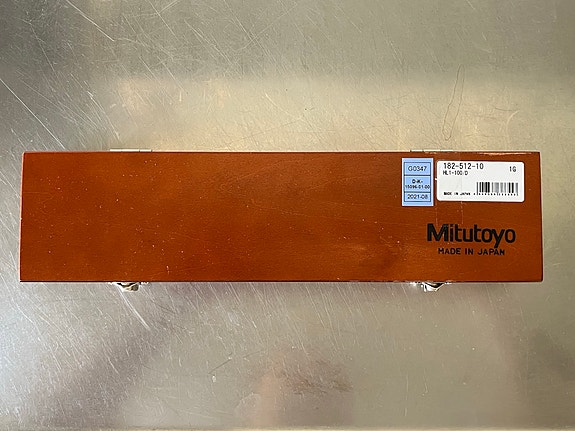 G0347
D-K-
15096-01-00
2021-08
182-512-10
HL1-100/D
1G
MADE IN JAPAN
Mitutoyo
MADE IN JAPAN